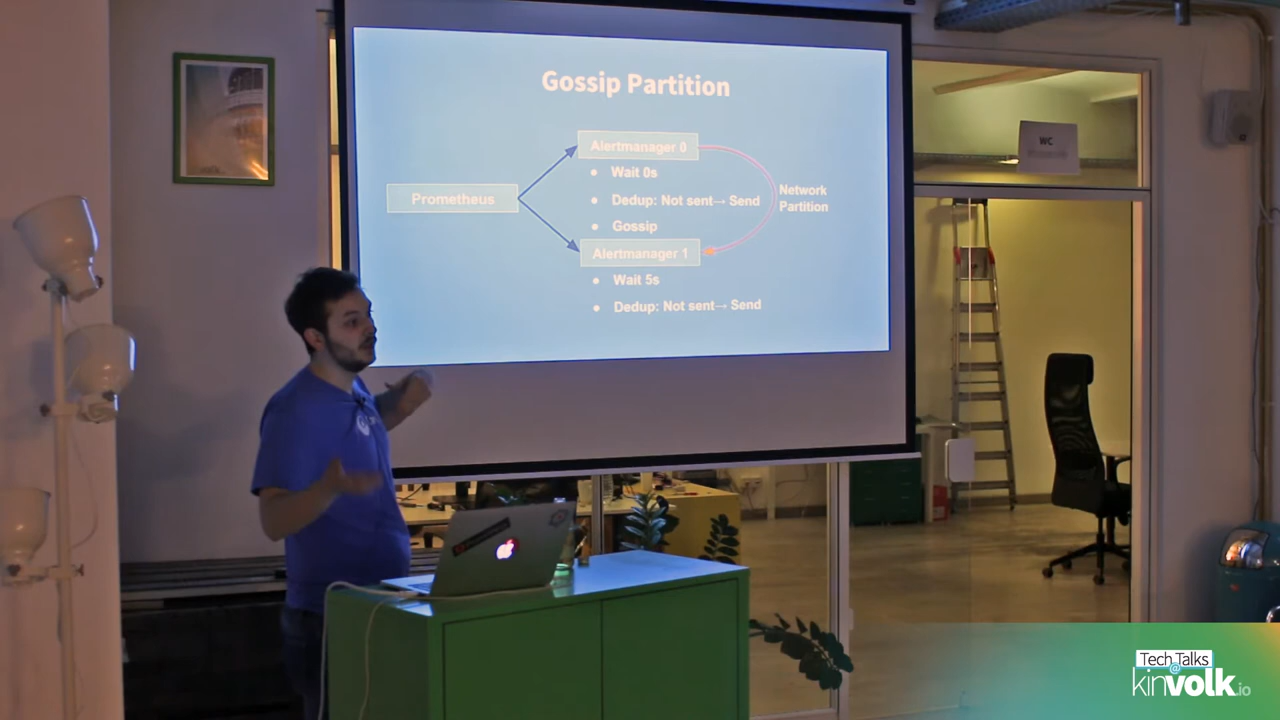 Gossip Partition
Prometheus
Alertmanager 0
• Wait 0s
• Dedup: Not sent→ Send
• Gossip
Network
Partition
Alertmanager 1
• Wait 5s
• Dedup: Not sent→ Send
WC
Tech Talks
@
kinvolk.io